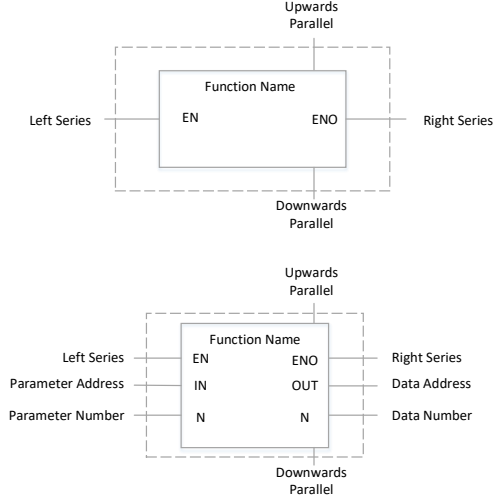 Upwards
Parallel
Function Name
Left Series
EN
ENO
Right Series
Downwards
Parallel
Upwards
Parallel
Function Name
Left Series
EN
ENO
Right Series
Parameter Address
IN
OUT
Data Address
Parameter Number
N
N
Data Number
Downwards
Parallel